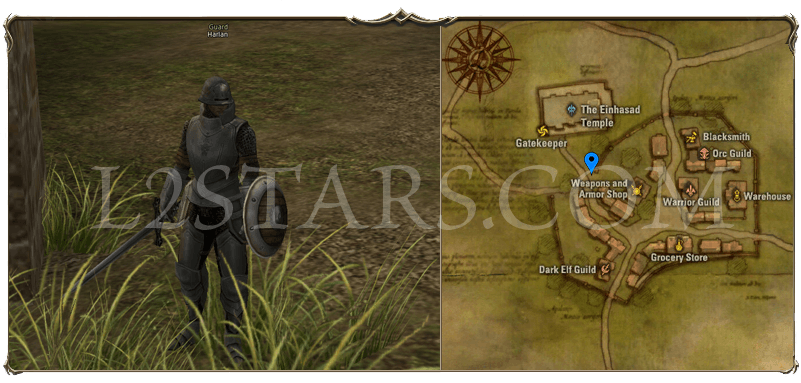 Guard
Harlan
L2STARS.COM
The Einhasad
Temple
Gatekeeper
Blacksmith
Orc Guild
Weapons and
Armor Shop
Warrior Guild
Warehouse
Grocery Store
Dark Elf Guild